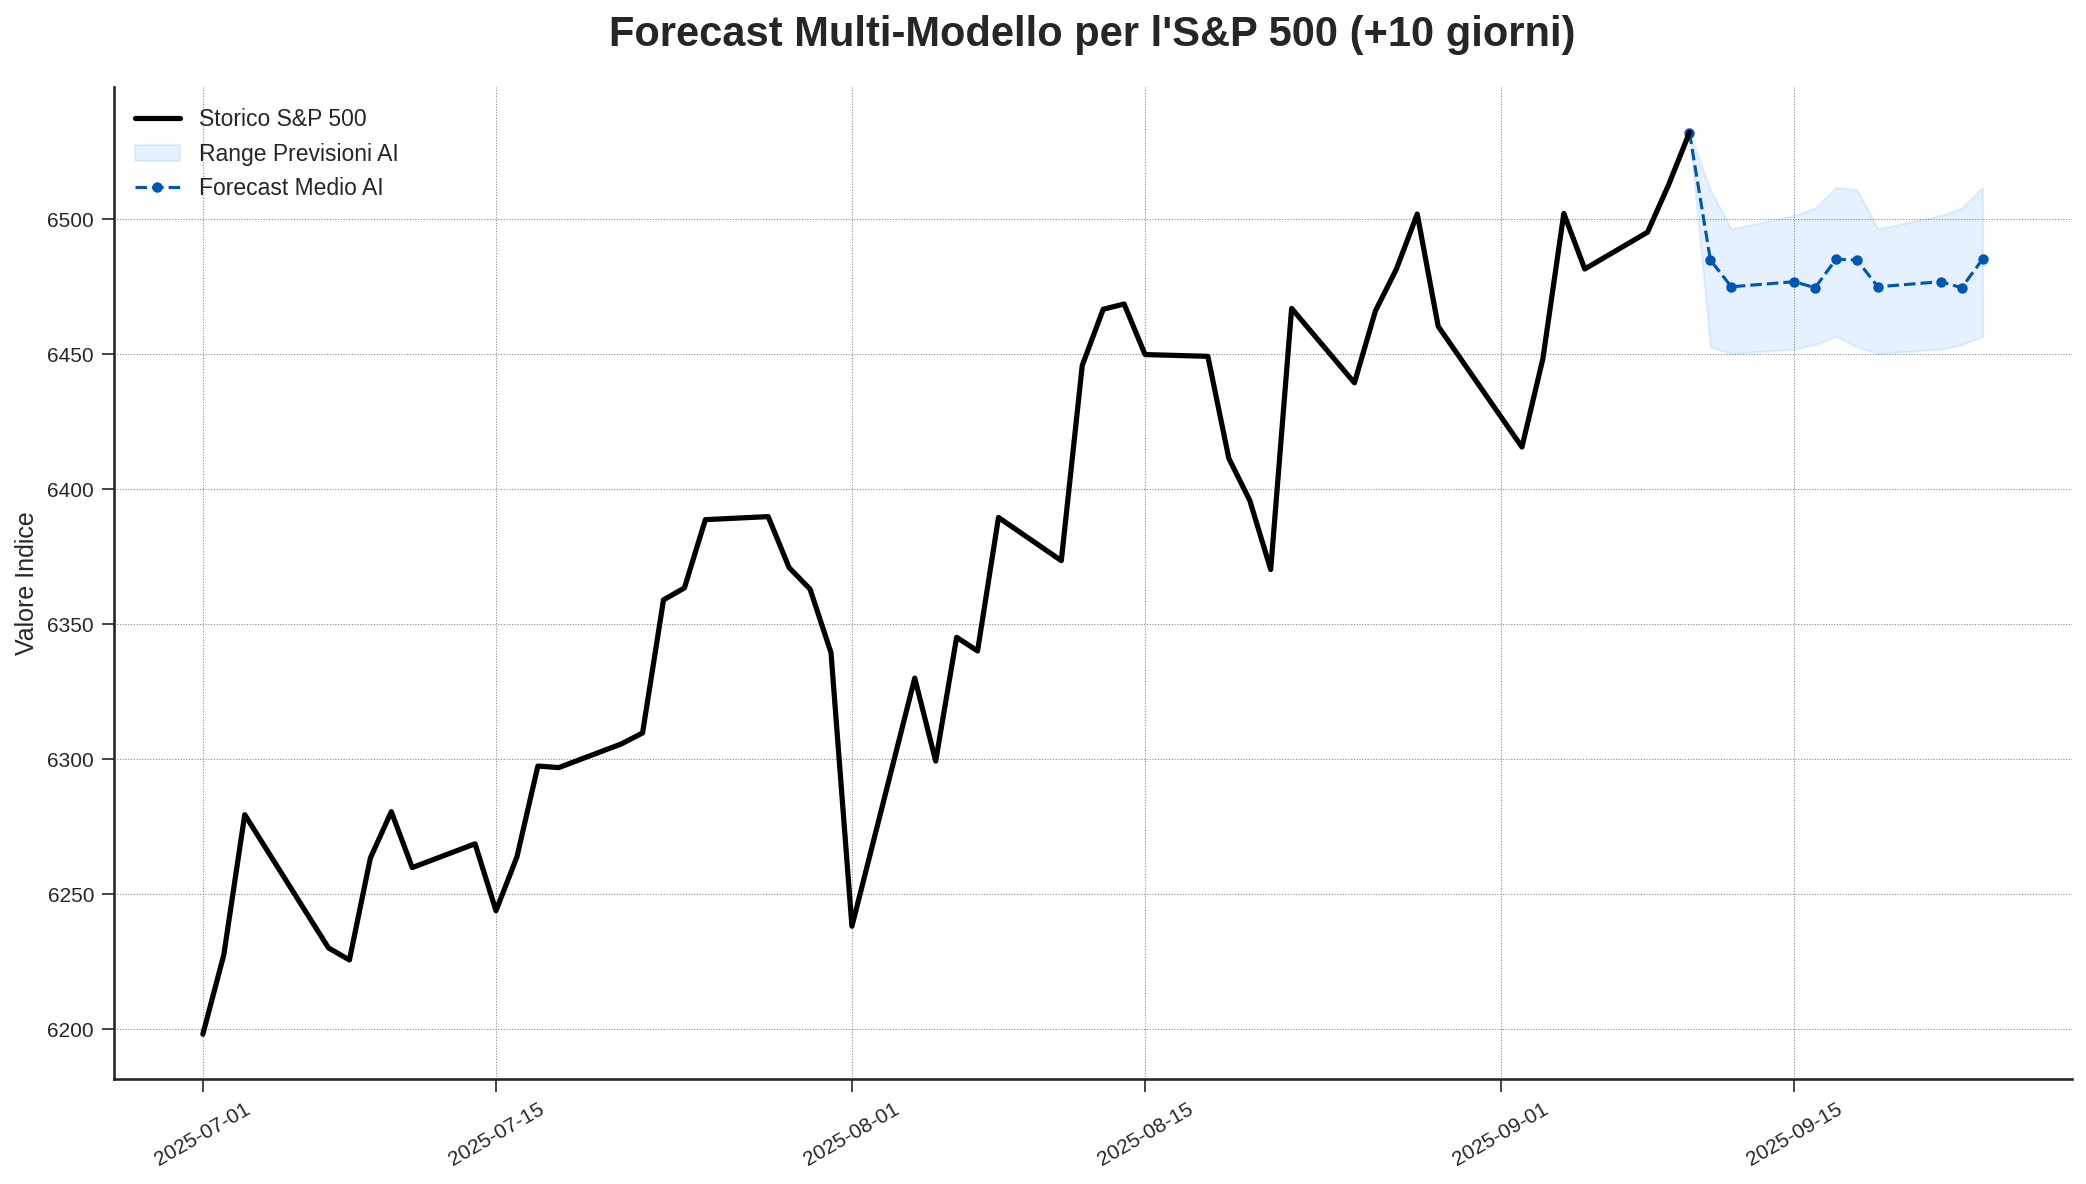 Forecast Multi-Modello per l'S&P 500 (+10 giorni)
Storico S&P 500
Range Previsioni AI
Forecast Medio AI
Valore Indice
6500
6450
6400
6350
6300
6250
6200
2025-07-01
2025-07-15
2025-08-01
2025-08-15
2025-09-01
2025-09-15